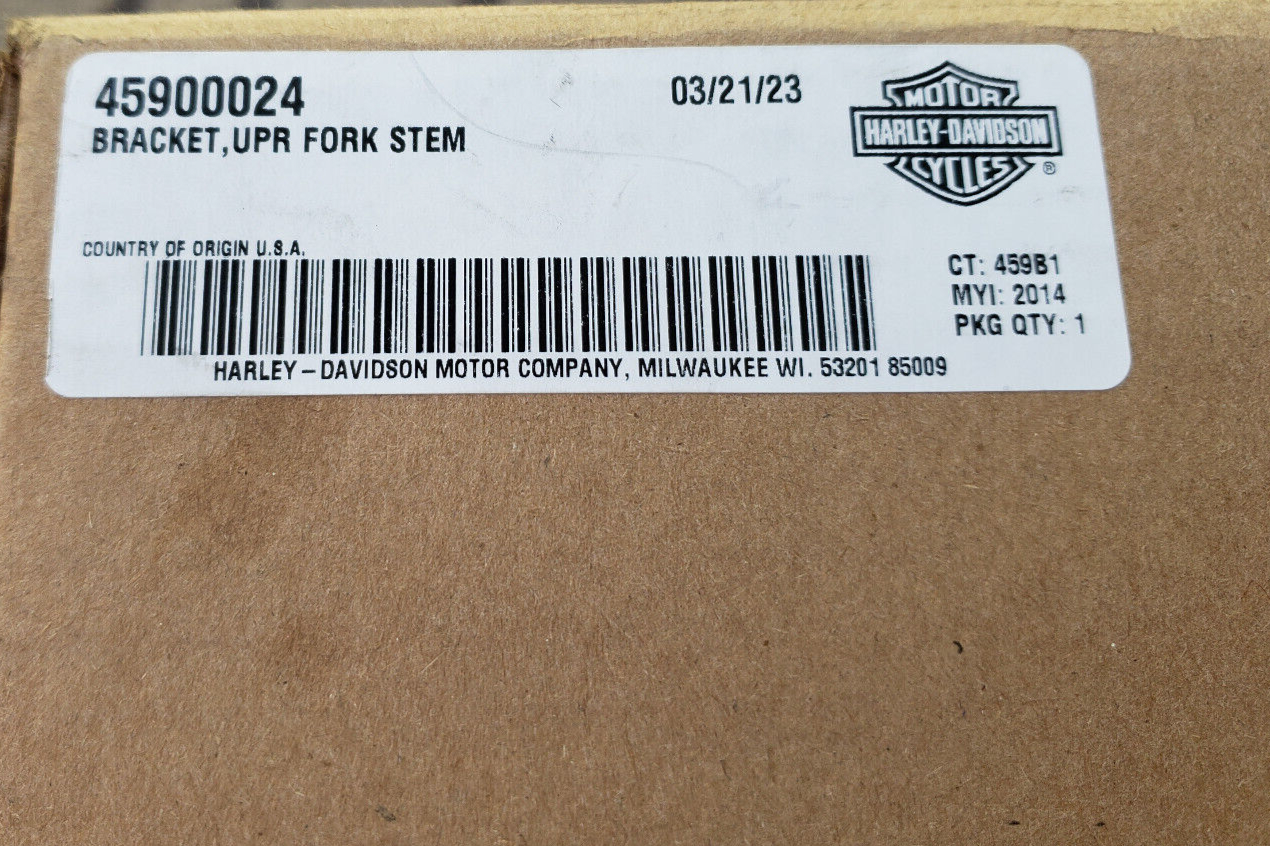 45900024
03/21/23
BRACKET,UPR FORK STEM
MOTOR
HARLEY-DAVIDSON
CYCLES
®
COUNTRY OF ORIGIN U.S.A.
CT: 459B1
MYI: 2014
PKG QTY: 1
HARLEY–DAVIDSON MOTOR COMPANY, MILWAUKEE WI. 53201 85009